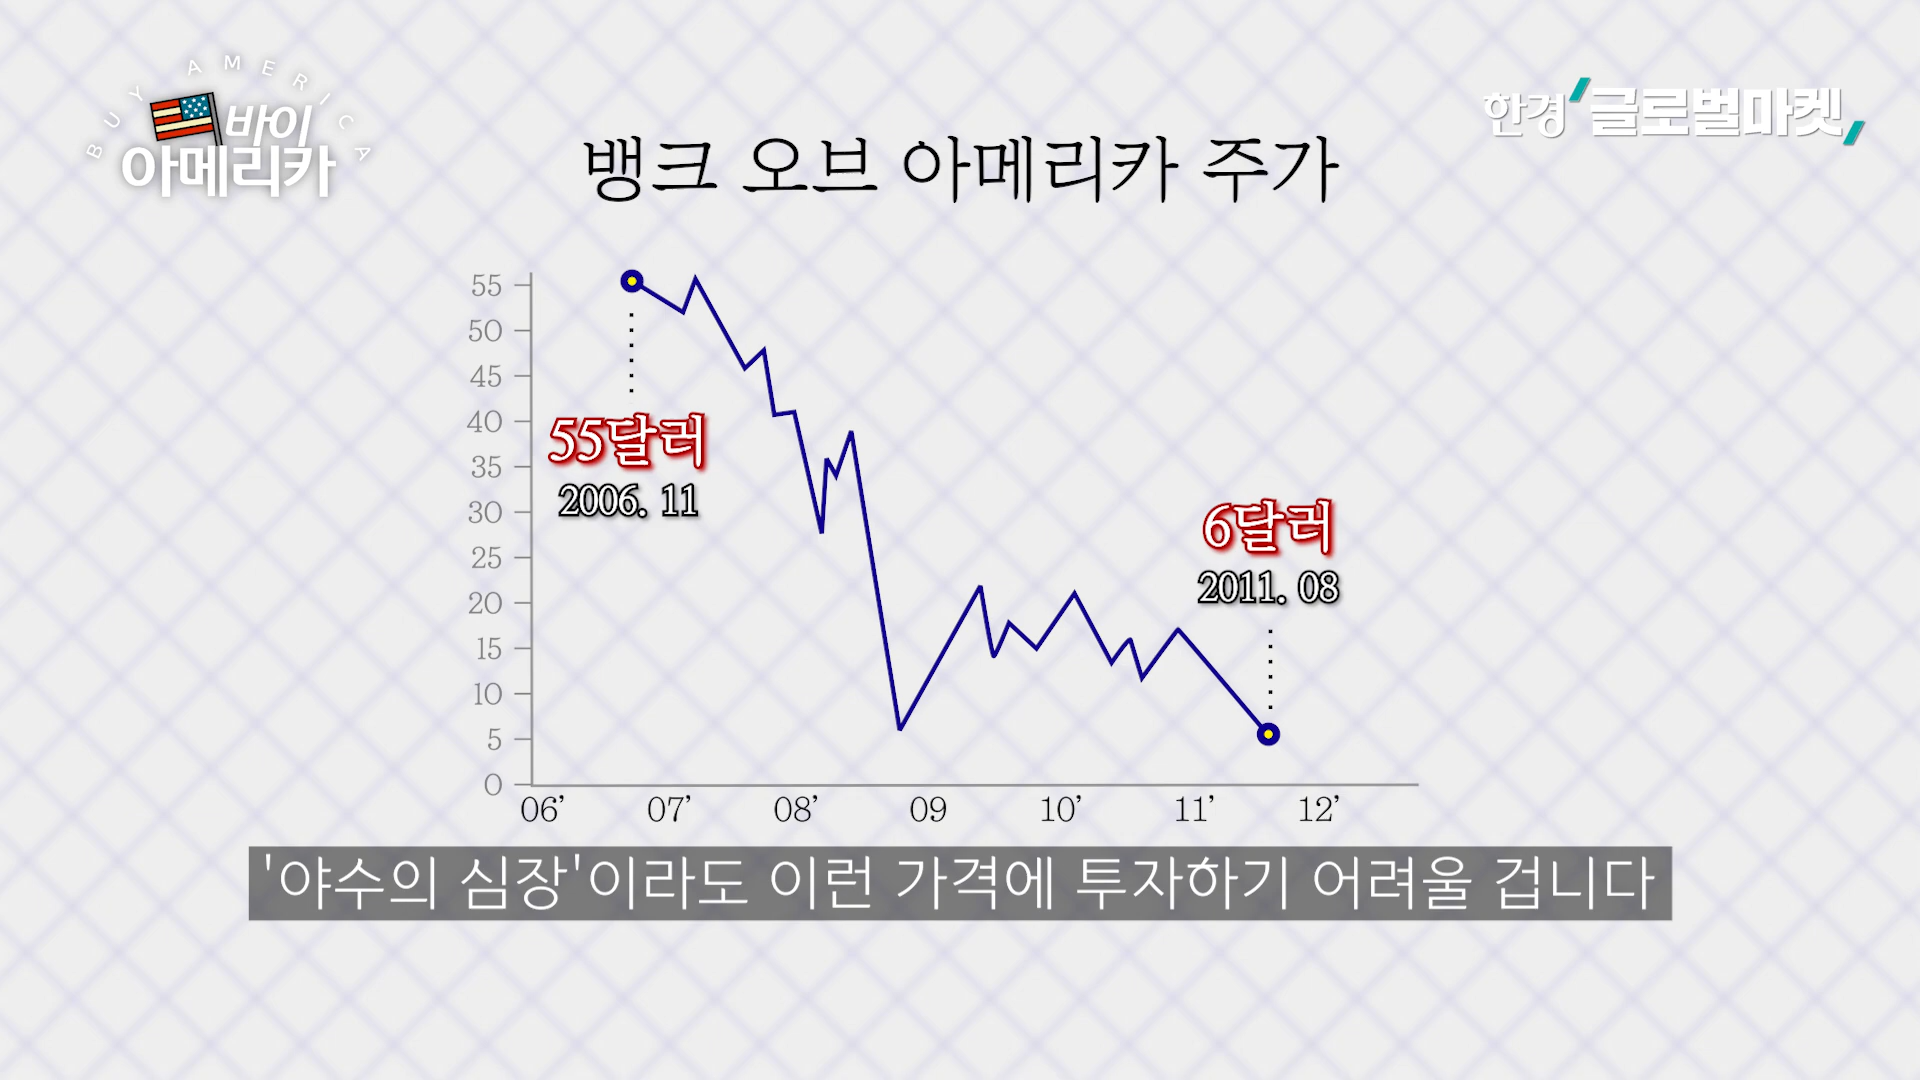 BUY AMERICA
바이
아메리카
한경 글로벌마켓
뱅크 오브 아메리카 주가
55
50
45
40
35
30
25
20
15
10
5
0
55달러
2006. 11
6달러
2011. 08
06’ 07’ 08’ 09 10’ 11’ 12’
'야수의 심장'이라도 이런 가격에 투자하기 어려울 겁니다